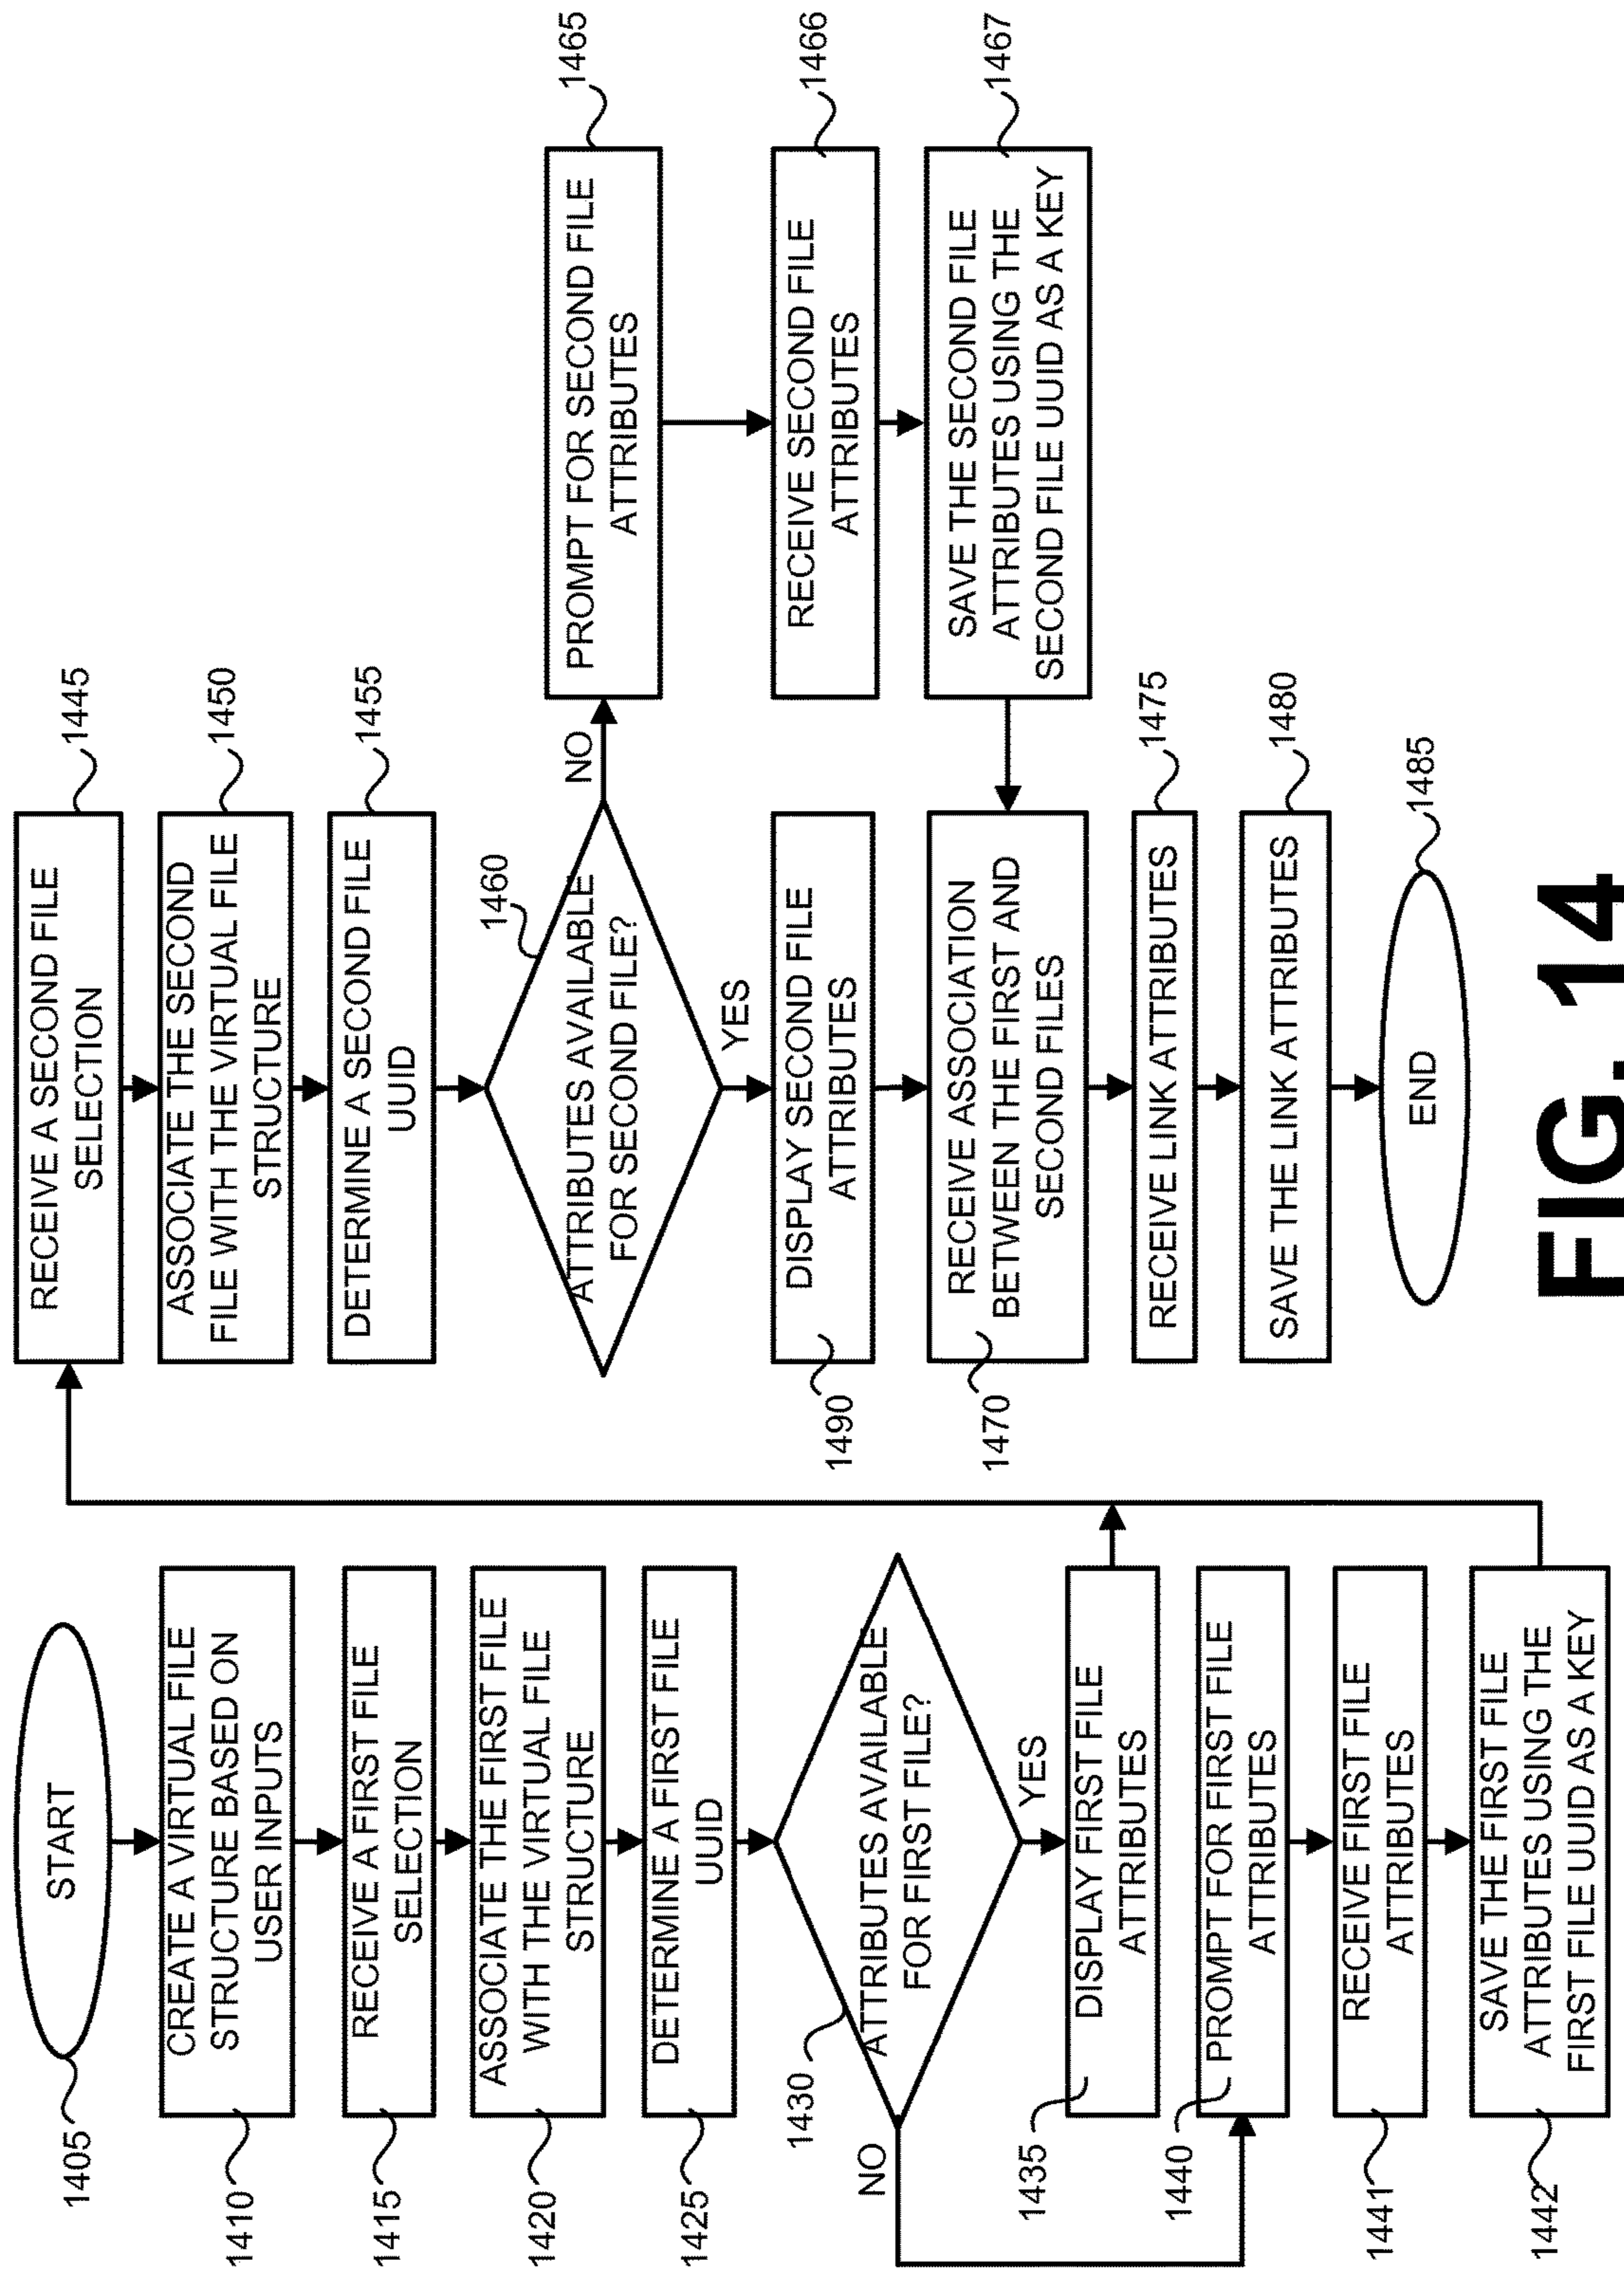 START
1405
CREATE A VIRTUAL FILE
STRUCTURE BASED ON
USER INPUTS
1410
RECEIVE A FIRST FILE
SELECTION
1415
ASSOCIATE THE FIRST FILE
WITH THE VIRTUAL FILE
STRUCTURE
1420
DETERMINE A FIRST FILE
UUID
1425
ATTRIBUTES AVAILABLE
FOR FIRST FILE?
1430
NO
YES
DISPLAY FIRST FILE
ATTRIBUTES
1435
PROMPT FOR FIRST FILE
ATTRIBUTES
1440
RECEIVE FIRST FILE
ATTRIBUTES
1441
SAVE THE FIRST FILE
ATTRIBUTES USING THE
FIRST FILE UUID AS A KEY
1442
RECEIVE A SECOND FILE
SELECTION
1445
ASSOCIATE THE SECOND
FILE WITH THE VIRTUAL FILE
STRUCTURE
1450
DETERMINE A SECOND FILE
UUID
1455
ATTRIBUTES AVAILABLE
FOR SECOND FILE?
1460
NO
YES
PROMPT FOR SECOND FILE
ATTRIBUTES
1465
RECEIVE SECOND FILE
ATTRIBUTES
1466
SAVE THE SECOND FILE
ATTRIBUTES USING THE
SECOND FILE UUID AS A KEY
1467
DISPLAY SECOND FILE
ATTRIBUTES
1490
RECEIVE ASSOCIATION
BETWEEN THE FIRST AND
SECOND FILES
1470
RECEIVE LINK ATTRIBUTES
1475
SAVE THE LINK ATTRIBUTES
1480
END
1485
FIG. 14